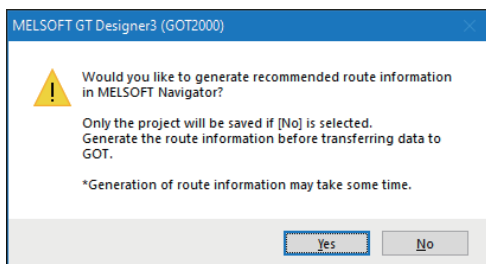 MELSOFT GT Designer3 (GOT2000)
Would you like to generate recommended route information
in MELSOFT Navigator?
Only the project will be saved if [No] is selected.
Generate the route information before transferring data to
GOT.
*Generation of route information may take some time.
Yes
No